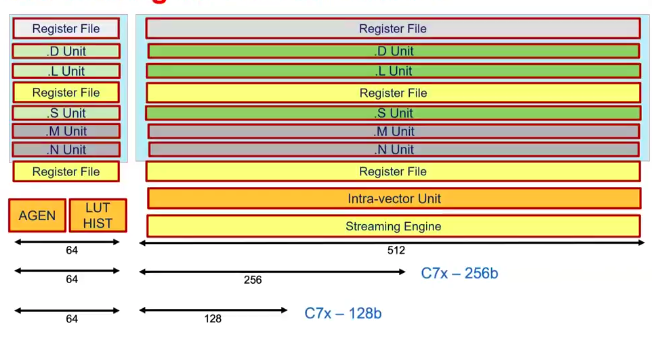 Register File
Register File
.D Unit
.D Unit
.L Unit
.L Unit
Register File
Register File
.S Unit
.S Unit
.M Unit
.M Unit
.N Unit
.N Unit
Register File
Register File
AGEN
LUT
HIST
Intra-vector Unit
Streaming Engine
64
512
64
256
C7x – 256b
64
128
C7x – 128b